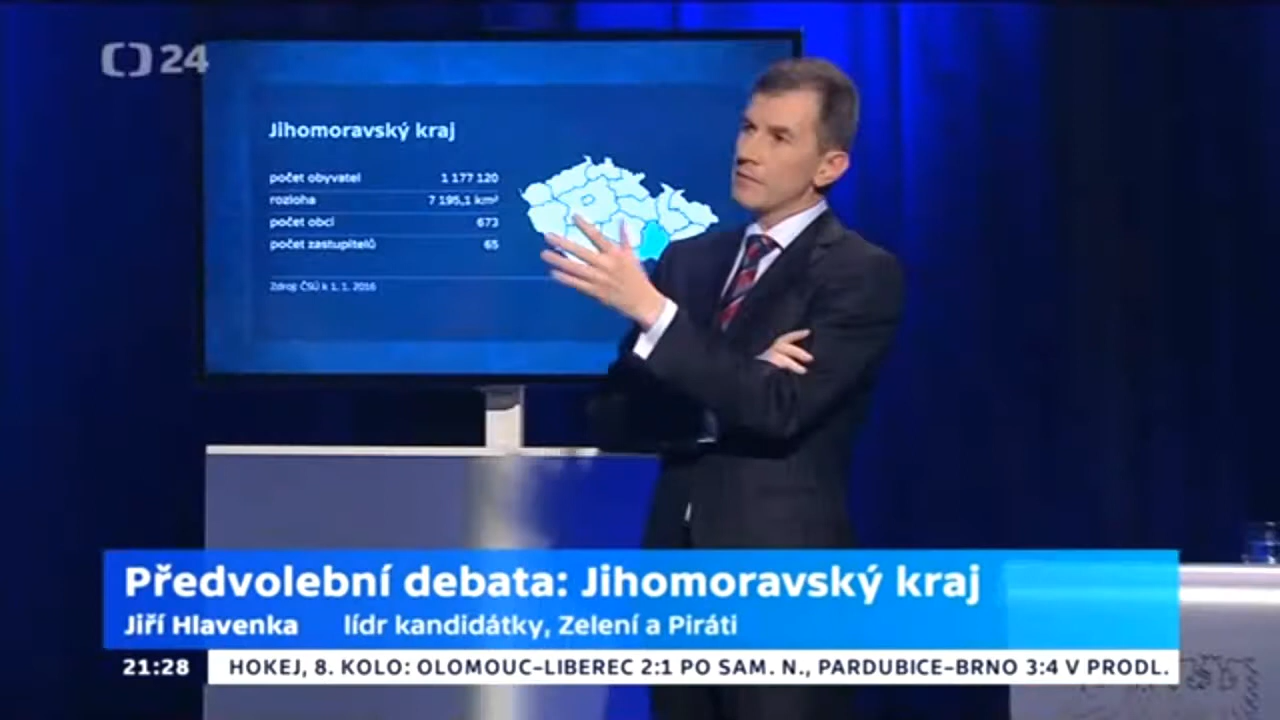 24
Jihomoravský kraj
počet obyvatel 1 177 120
rozloha 7 195,1 km²
počet obcí 673
počet zastupitelů 65
Zdroj: ČSÚ k 1. 1. 2016
Předvolební debata: Jihomoravský kraj
Jiří Hlavenka lídr kandidátky, Zelení a Piráti
21:28 HOKEJ, 8. KOLO: OLOMOUC–LIBEREC 2:1 PO SAM. N., PARDUBICE–BRNO 3:4 V PRODL.